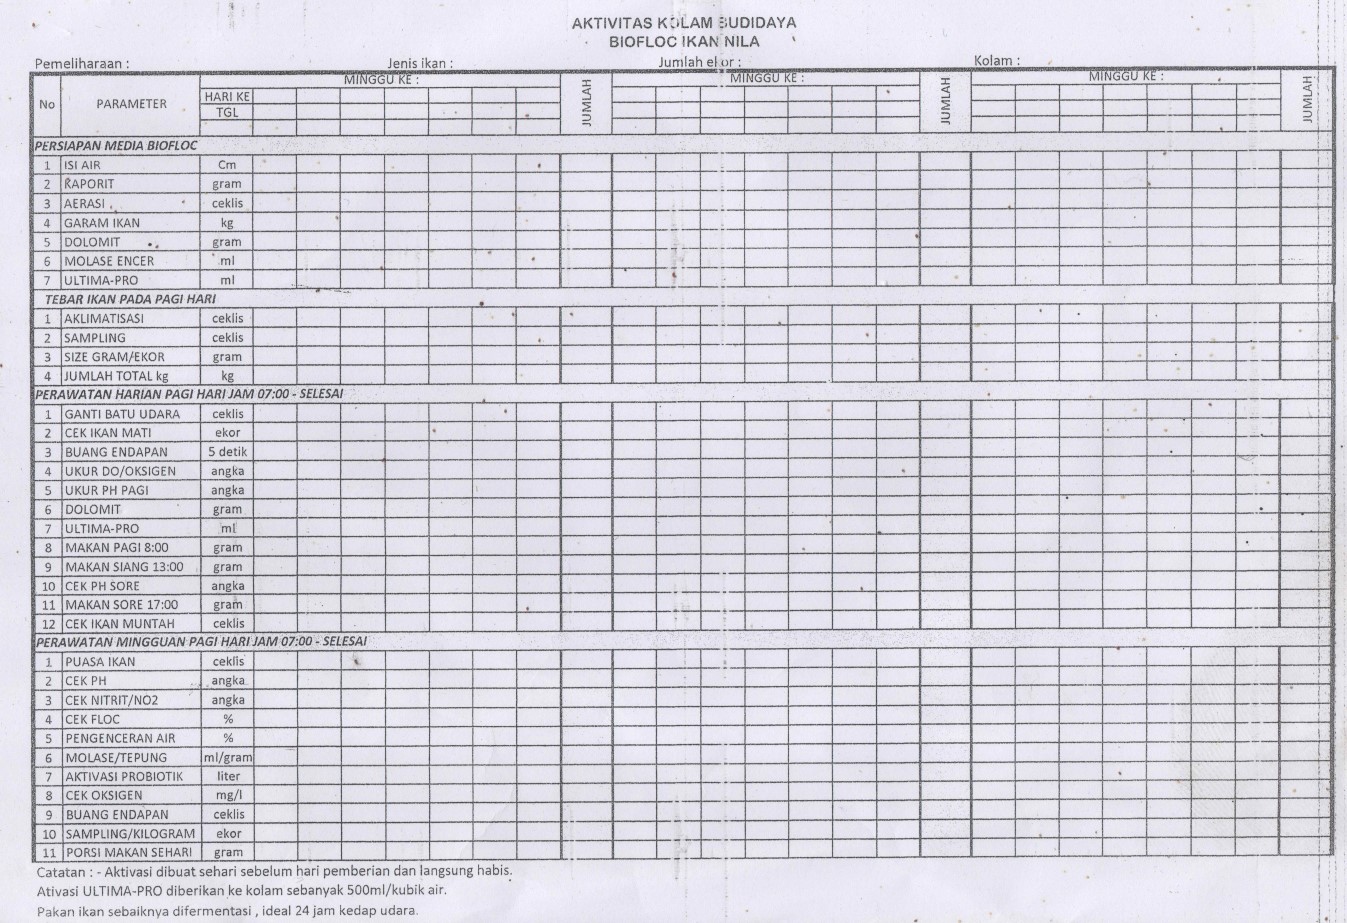 AKTIVITAS KOLAM BUDIDAYA
BIOFLOC IKAN NILA
Pemeliharaan : Jenis ikan : Jumlah ekor : Kolam :
No PARAMETER MINGGU KE : JUMLAH MINGGU KE : JUMLAH MINGGU KE : JUMLAH
HARI KE
TGL
PERSIAPAN MEDIA BIOFLOC
1 ISI AIR Cm
2 KAPORIT gram
3 AERASI ceklis
4 GARAM IKAN kg
5 DOLOMIT gram
6 MOLASE ENCER ml
7 ULTIMA-PRO ml
TEBAR IKAN PADA PAGI HARI
1 AKLIMATISASI ceklis
2 SAMPLING ceklis
3 SIZE GRAM/EKOR gram
4 JUMLAH TOTAL kg kg
PERAWATAN HARIAN PAGI HARI JAM 07:00 - SELESAI
1 GANTI BATU UDARA ceklis
2 CEK IKAN MATI ekor
3 BUANG ENDAPAN 5 detik
4 UKUR DO/OKSIGEN angka
5 UKUR PH PAGI angka
6 DOLOMIT gram
7 ULTIMA-PRO ml
8 MAKAN PAGI 8:00 gram
9 MAKAN SIANG 13:00 gram
10 CEK PH SORE angka
11 MAKAN SORE 17:00 gram
12 CEK IKAN MUNTAH ceklis
PERAWATAN MINGGUAN PAGI HARI JAM 07:00 - SELESAI
1 PUASA IKAN ceklis
2 CEK PH angka
3 CEK NITRIT/NO2 angka
4 CEK FLOC %
5 PENGENCERAN AIR %
6 MOLASE/TEPUNG ml/gram
7 AKTIVASI PROBIOTIK liter
8 CEK OKSIGEN mg/l
9 BUANG ENDAPAN ceklis
10 SAMPLING/KILOGRAM ekor
11 PORSI MAKAN SEHARI gram
Catatan : - Aktivasi dibuat sehari sebelum hari pemberian dan langsung habis.
Ativasi ULTIMA-PRO diberikan ke kolam sebanyak 500ml/kubik air.
Pakan ikan sebaiknya difermentasi , ideal 24 jam kedap udara.